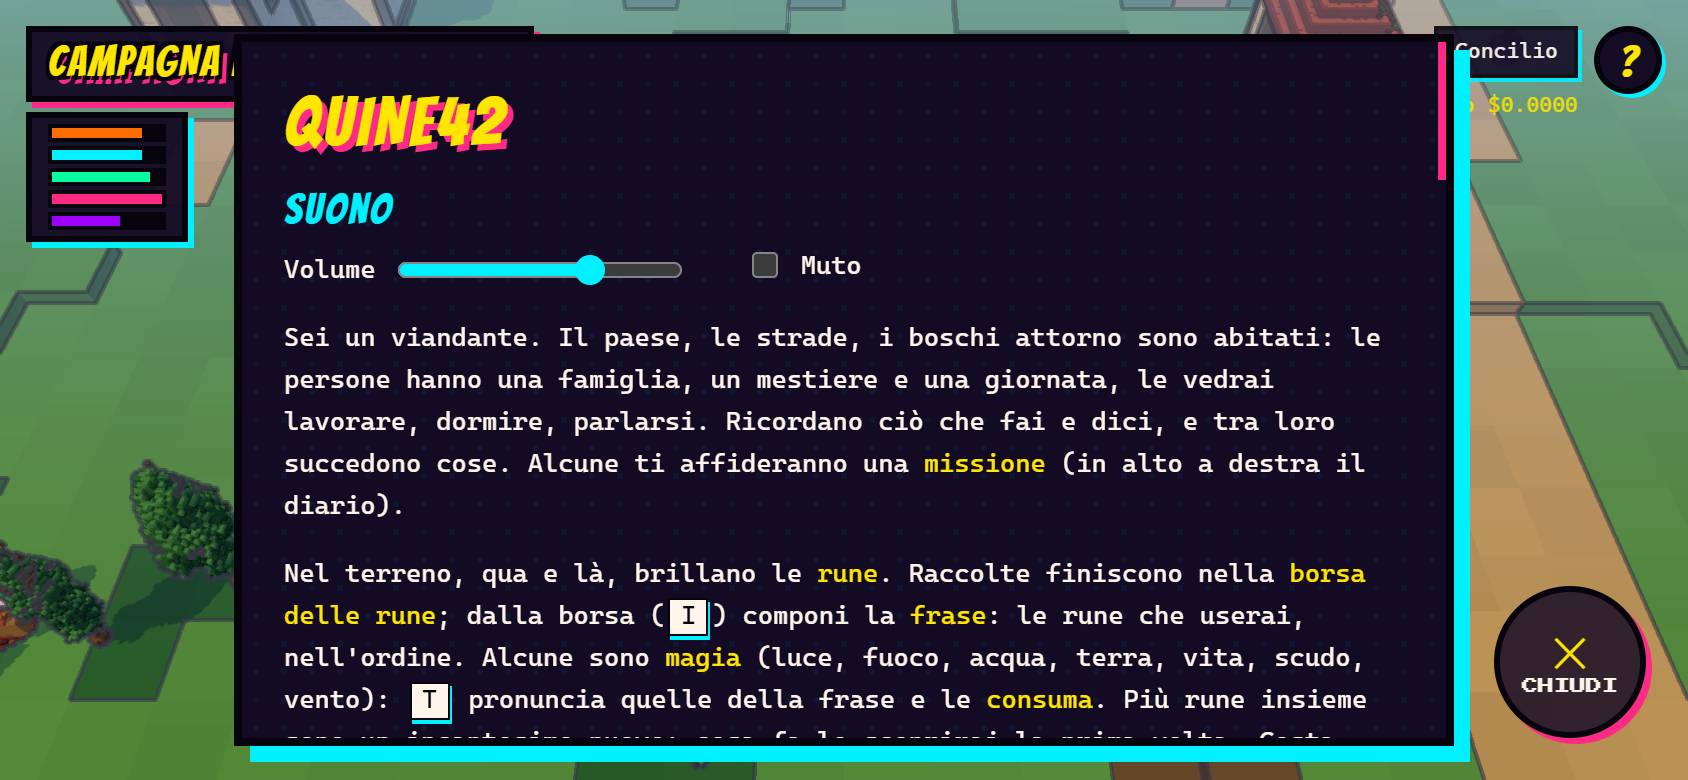 CAMPAGNA
Concilio
?
$0.0000
QUINE42
SUONO
Volume
Muto
Sei un viandante. Il paese, le strade, i boschi attorno sono abitati: le
persone hanno una famiglia, un mestiere e una giornata, le vedrai
lavorare, dormire, parlarsi. Ricordano ciò che fai e dici, e tra loro
succedono cose. Alcune ti affideranno una missione (in alto a destra il
diario).
Nel terreno, qua e là, brillano le rune. Raccolte finiscono nella borsa
delle rune; dalla borsa ( I ) componi la frase: le rune che userai,
nell'ordine. Alcune sono magia (luce, fuoco, acqua, terra, vita, scudo,
vento): T pronuncia quelle della frase e le consuma. Più rune insieme
CHIUDI